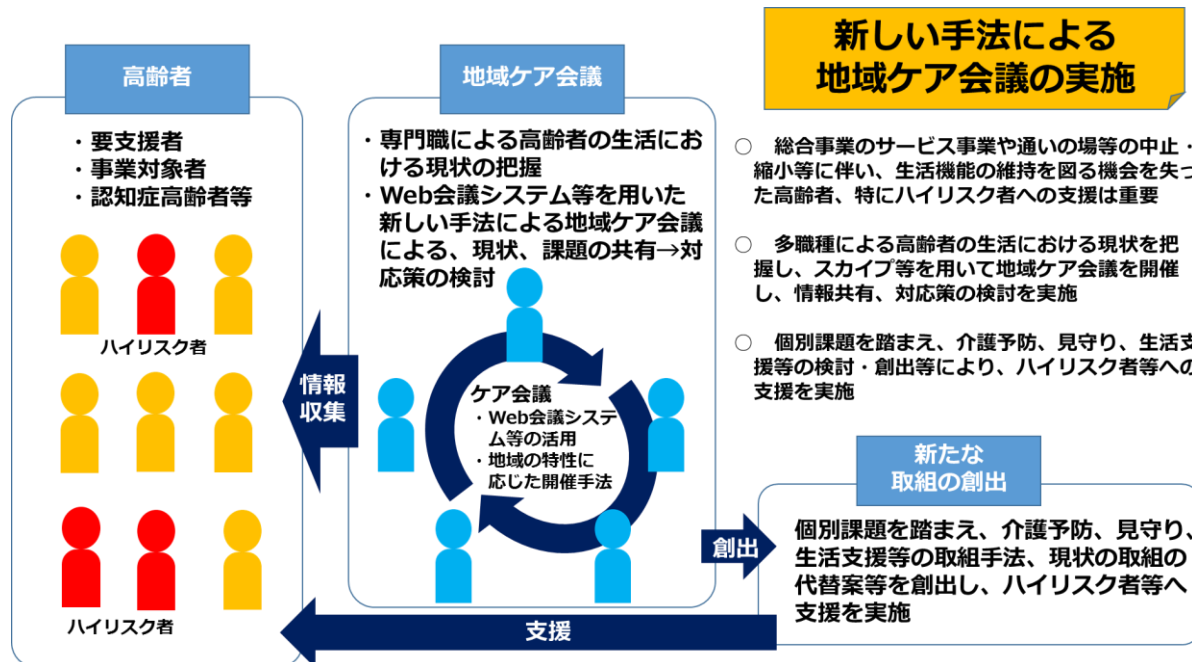 高齢者
・要支援者
・事業対象者
・認知症高齢者等
ハイリスク者
ハイリスク者
情報
収集
地域ケア会議
・専門職による高齢者の生活にお
ける現状の把握
・Web会議システム等を用いた
新しい手法による地域ケア会議
による、現状、課題の共有→対
応策の検討
ケア会議
・Web会議システ
ム等の活用
・地域の特性に
応じた開催手法
創出
支援
新しい手法による
地域ケア会議の実施
○ 総合事業のサービス事業や通いの場等の中止・
縮小等に伴い、生活機能の維持を図る機会を失っ
た高齢者、特にハイリスク者への支援は重要
○ 多職種による高齢者の生活における現状を把
握し、スカイプ等を用いて地域ケア会議を開催
し、情報共有、対応策の検討を実施
○ 個別課題を踏まえ、介護予防、見守り、生活支
援等の検討・創出等により、ハイリスク者等への
支援を実施
新たな
取組の創出
個別課題を踏まえ、介護予防、見守り、
生活支援等の取組手法、現状の取組の
代替案等を創出し、ハイリスク者等へ
支援を実施